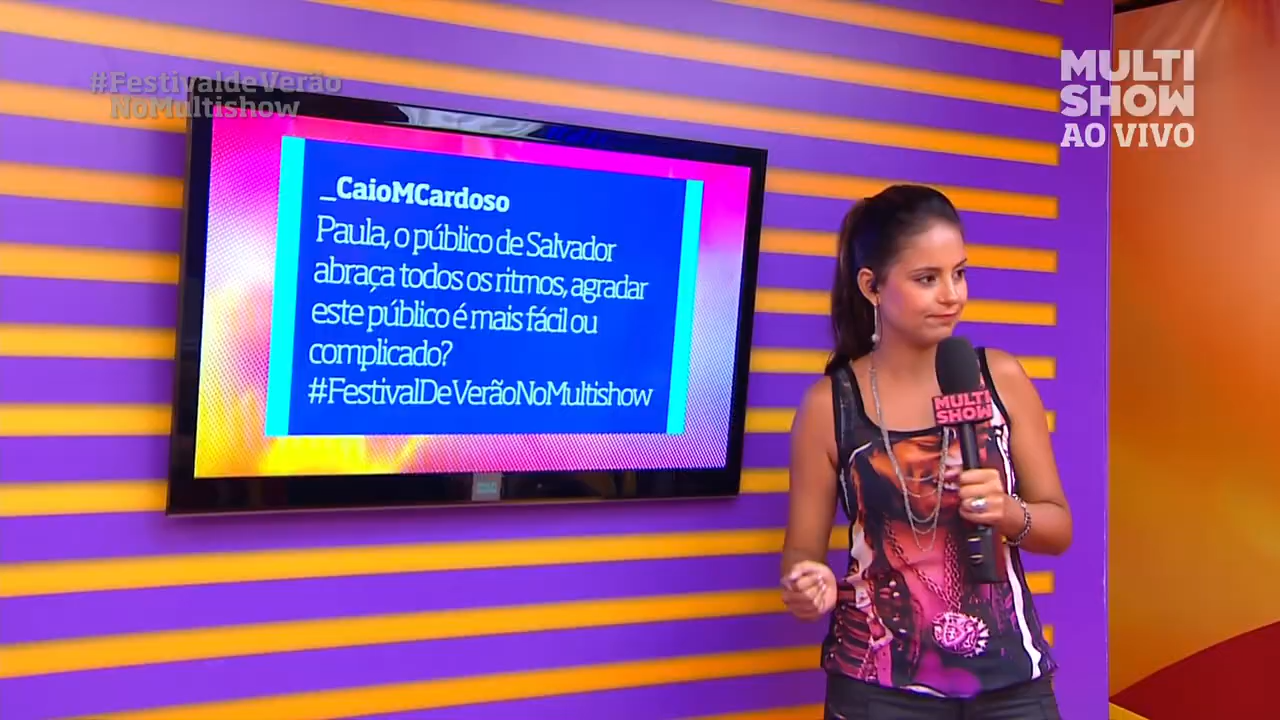 #FestivaldeVerão
NoMultishow
MULTI
SHOW
AO VIVO
_CaioMCardoso
Paula, o público de Salvador
abraça todos os ritmos, agradar
este público é mais fácil ou
complicado?
#FestivalDeVerãoNoMultishow
MULTI
SHOW